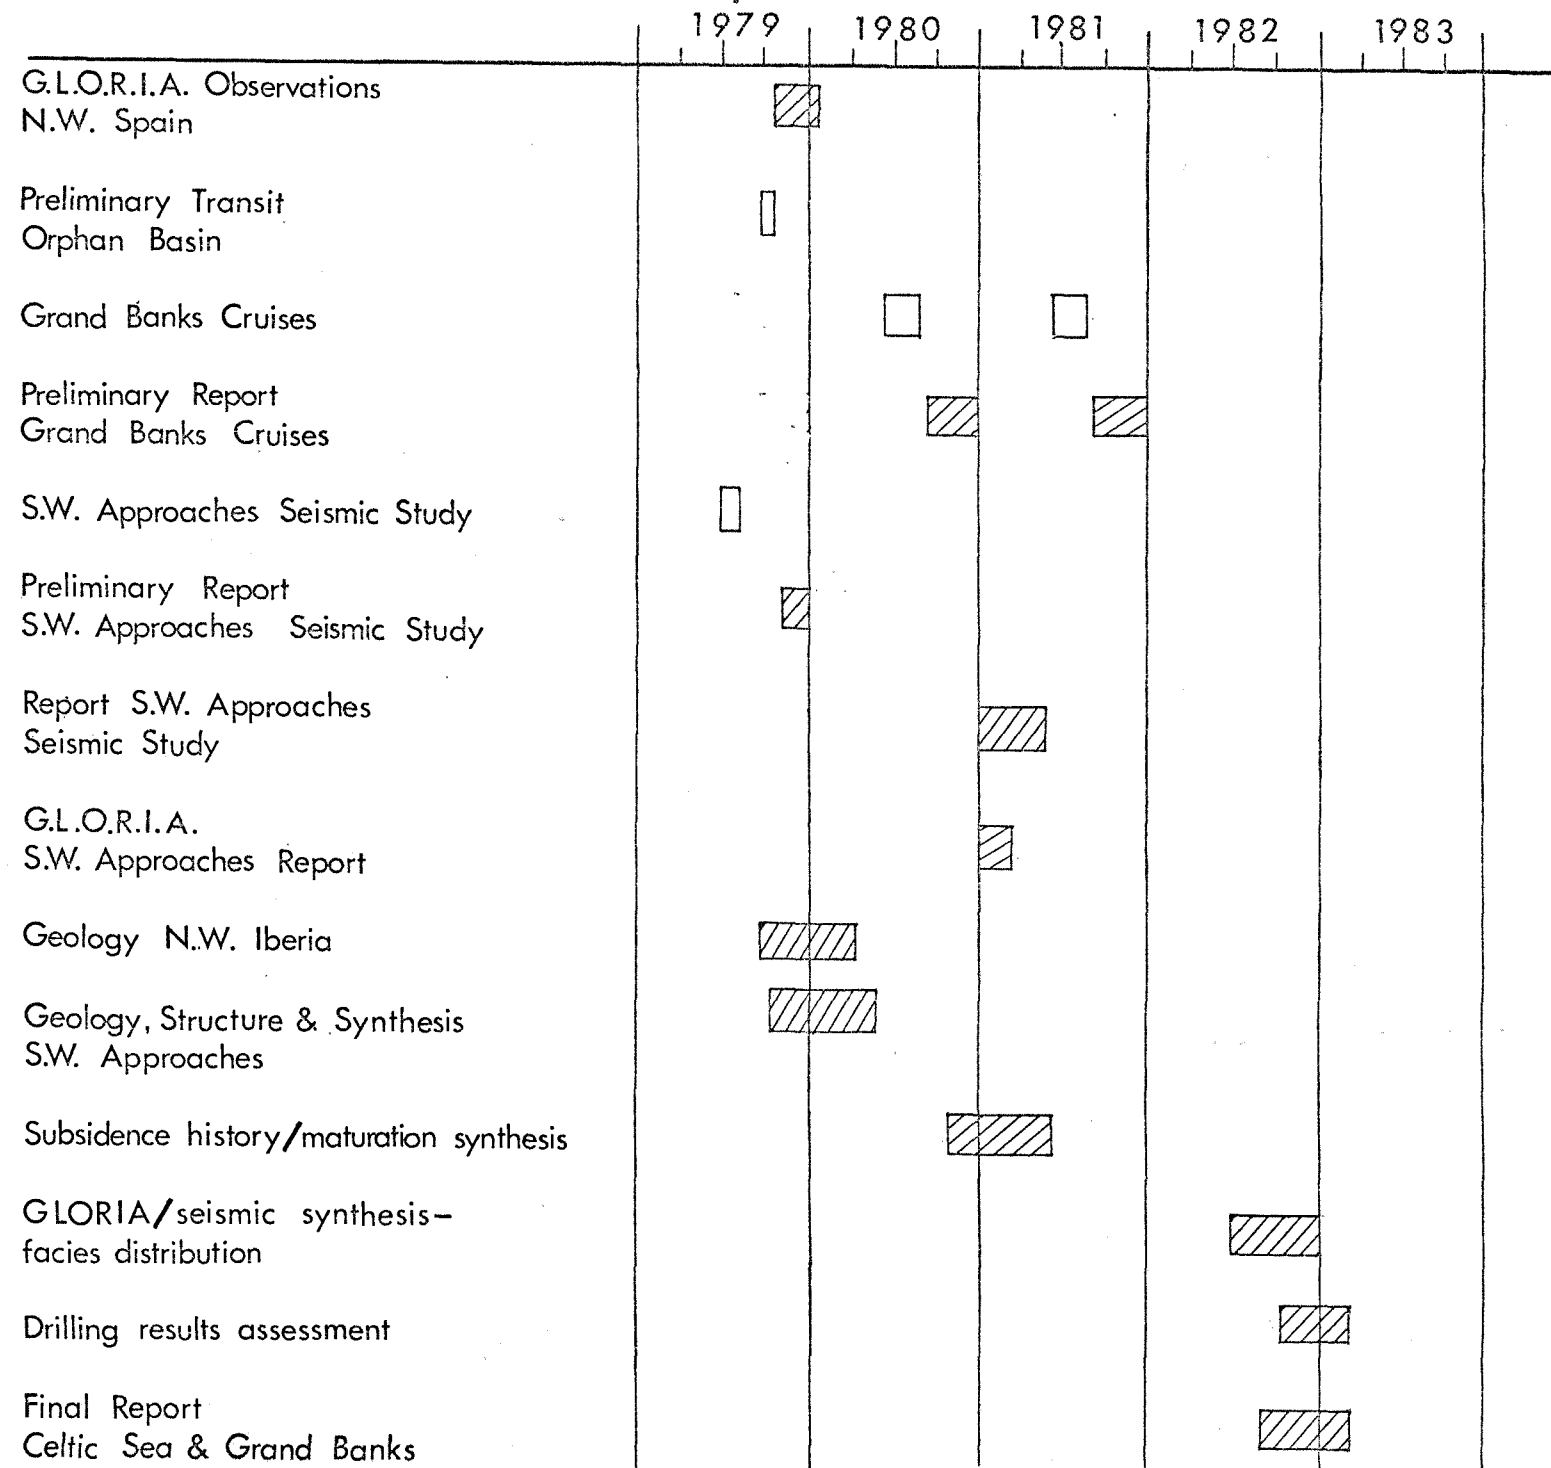 1979 1980 1981 1982 1983
G.L.O.R.I.A. Observations
N.W. Spain
Preliminary Transit
Orphan Basin
Grand Banks Cruises
Preliminary Report
Grand Banks Cruises
S.W. Approaches Seismic Study
Preliminary Report
S.W. Approaches Seismic Study
Report S.W. Approaches
Seismic Study
G.L.O.R.I.A.
S.W. Approaches Report
Geology N.W. Iberia
Geology, Structure & Synthesis
S.W. Approaches
Subsidence history/maturation synthesis
GLORIA/seismic synthesis-
facies distribution
Drilling results assessment
Final Report
Celtic Sea & Grand Banks